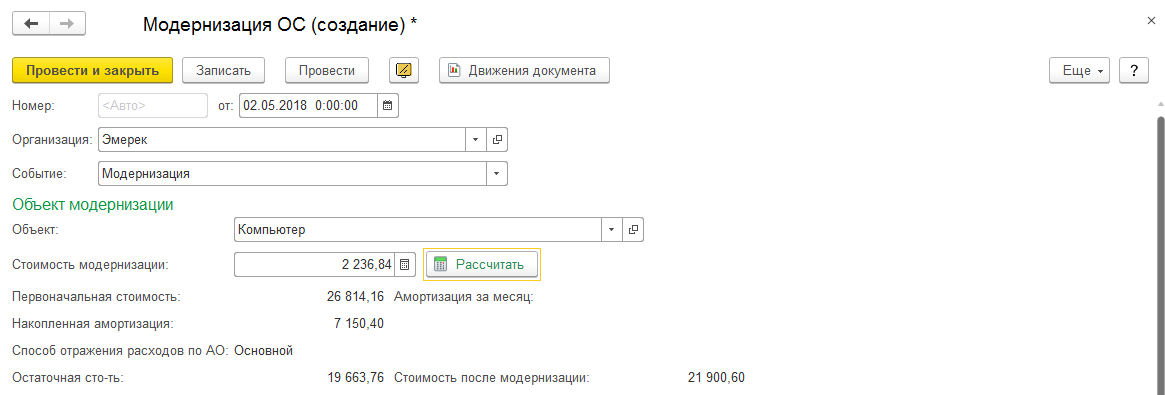 Модернизация ОС (создание) *
Провести и закрыть Записать Провести Движения документа Еще ?
Номер: <Авто> от: 02.05.2018 0:00:00
Организация: Эмерек
Событие: Модернизация
Объект модернизации
Объект: Компьютер
Стоимость модернизации: 2 236,84 Рассчитать
Первоначальная стоимость: 26 814,16 Амортизация за месяц:
Накопленная амортизация: 7 150,40
Способ отражения расходов по АО: Основной
Остаточная сто-ть: 19 663,76 Стоимость после модернизации: 21 900,60